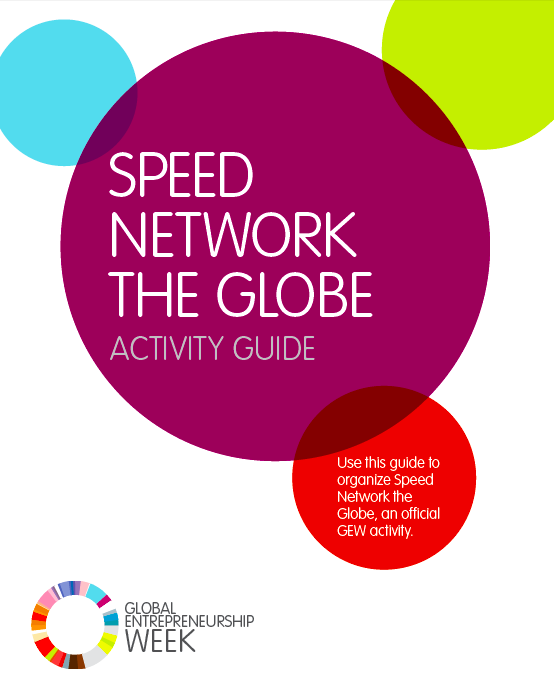 SPEED
NETWORK
THE GLOBE
ACTIVITY GUIDE
Use this guide to
organize Speed
Network the
Globe, an official
GEW activity.
GLOBAL
ENTREPRENEURSHIP
WEEK